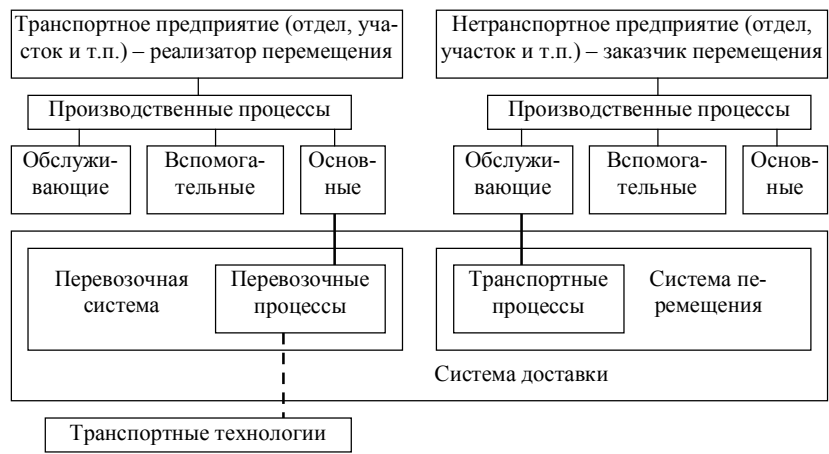 Транспортное предприятие (отдел, уча-
сток и т.п.) – реализатор перемещения
Нетранспортное предприятие (отдел,
участок и т.п.) – заказчик перемещения
Производственные процессы
Производственные процессы
Обслужи-
вающие
Вспомога-
тельные
Основ-
ные
Обслужи-
вающие
Вспомога-
тельные
Основ-
ные
Перевозочная
система
Перевозочные
процессы
Транспортные
процессы
Система пе-
ремещения
Система доставки
Транспортные технологии